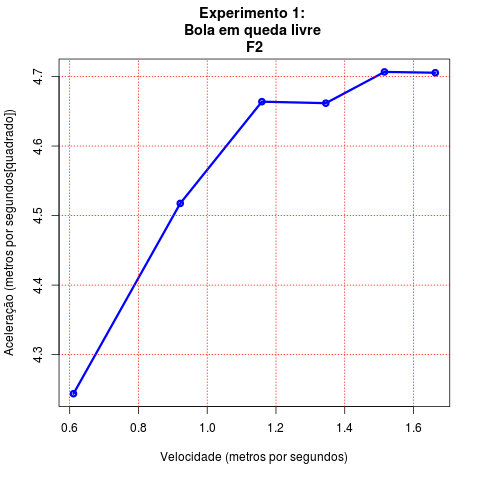 Experimento 1:
Bola em queda livre
F2
Aceleração (metros por segundos[quadrado])
4.7
4.6
4.5
4.4
4.3
0.6 0.8 1.0 1.2 1.4 1.6
Velocidade (metros por segundos)